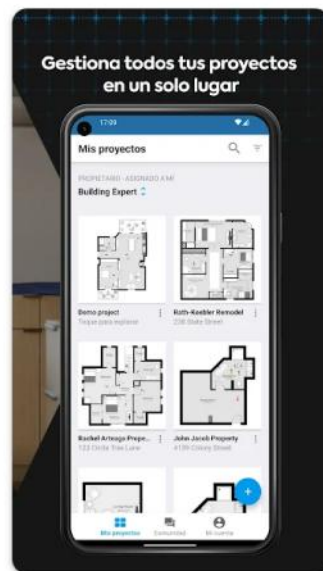 Gestiona todos tus proyectos
en un solo lugar
17:09
Mis proyectos
PROPIETARIO - ASIGNADO A MÍ
Building Expert
Demo project
Toque para explorar
Roth-Keebler Remodel
238 State Street
Rachel Arteaga Prope...
123 Circle Tree Lane
John Jacob Property
4139 Colony Street
Mis proyectos
Comunidad
Mi cuenta